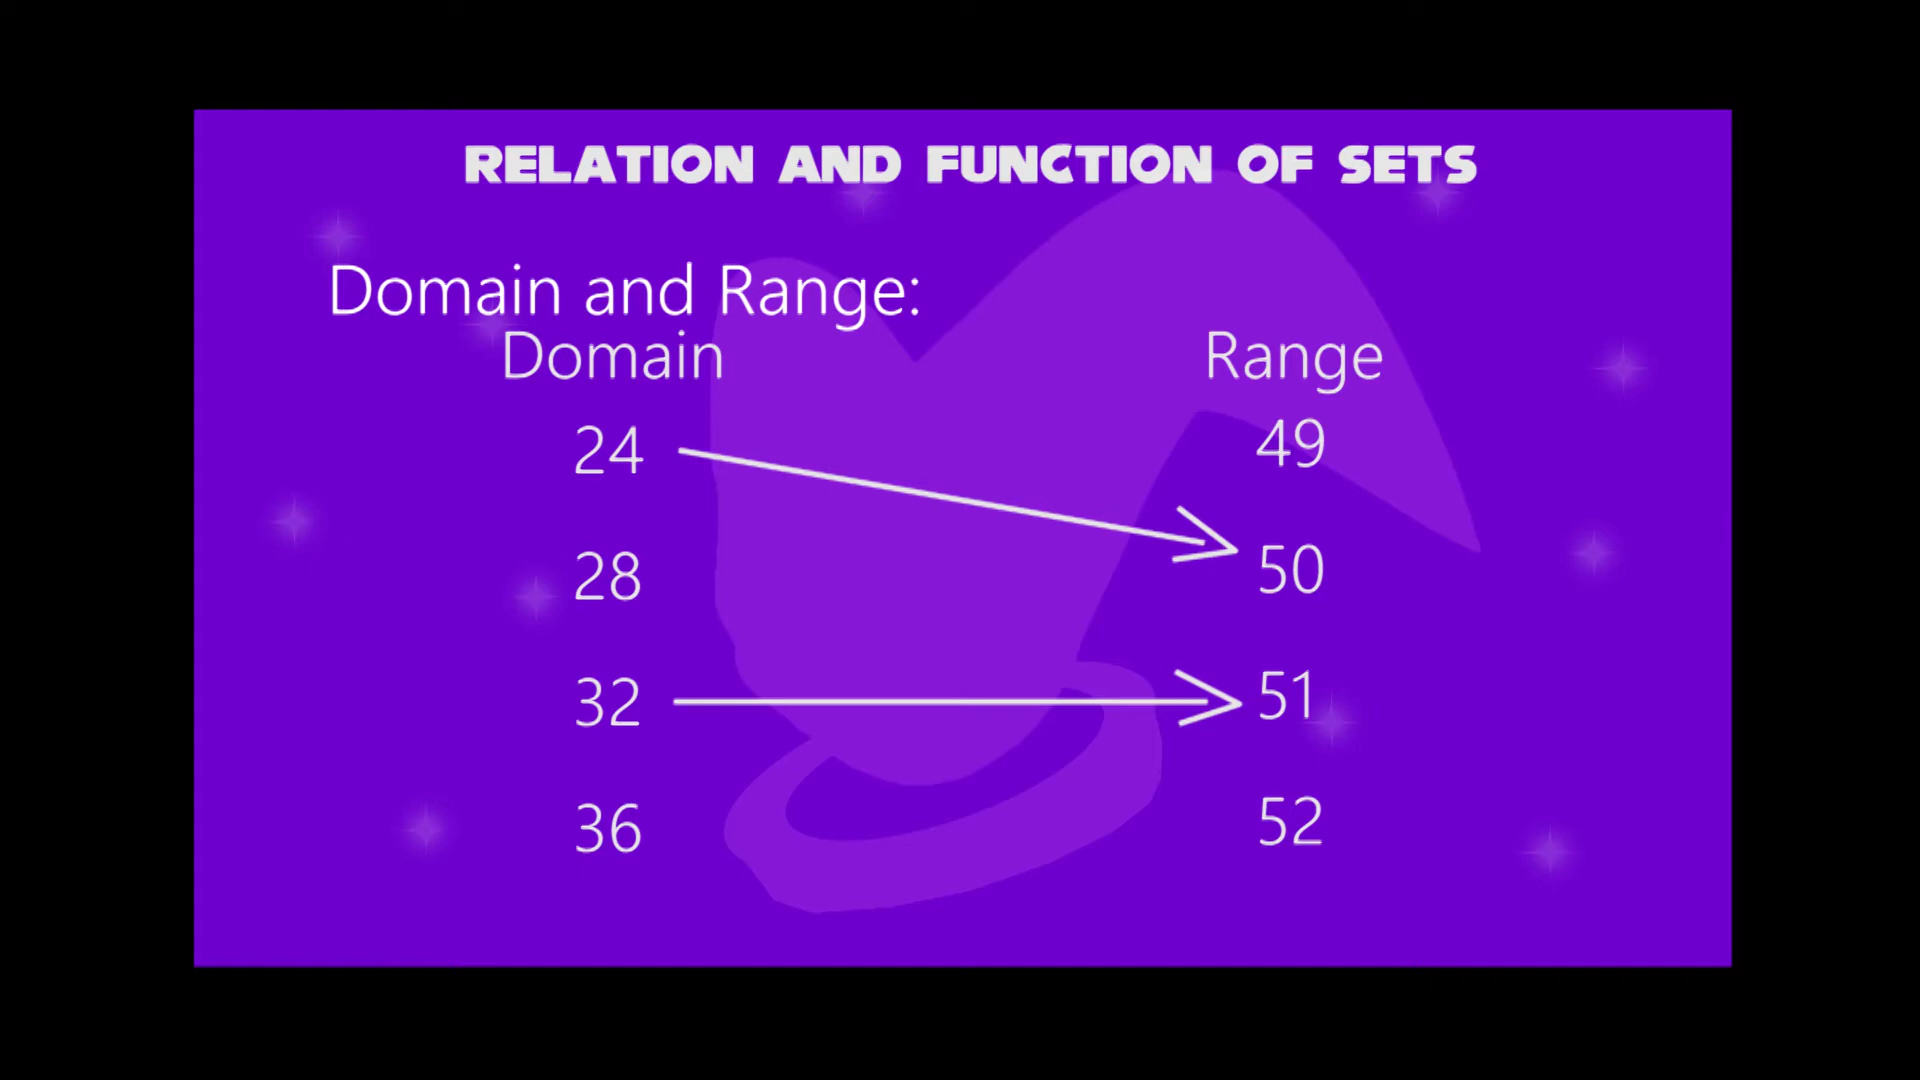 RELATION AND FUNCTION OF SETS
Domain and Range:
Domain Range
24 49
28 50
32 51
36 52